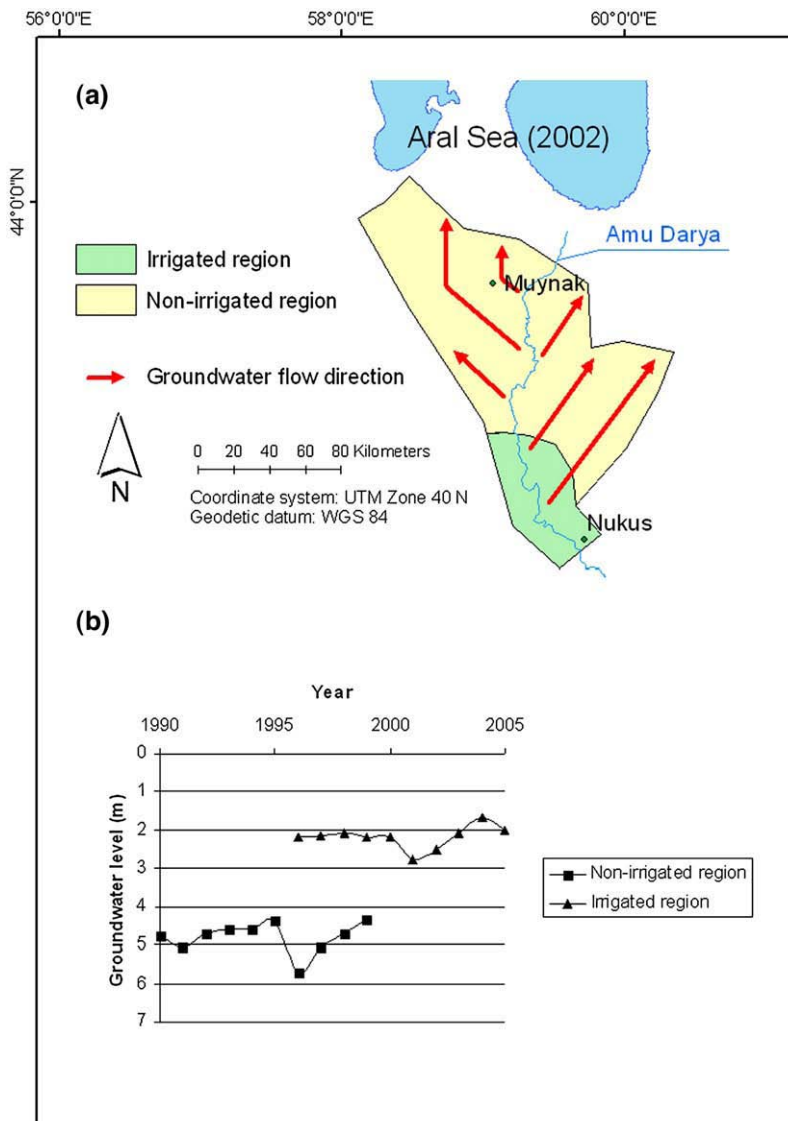 56°0'0"E 58°0'0"E 60°0'0"E
44°0'0"N
(a)
Aral Sea (2002)
Amu Darya
Irrigated region
Non-irrigated region
Muynak
Groundwater flow direction
0 20 40 60 80 Kilometers
N
Coordinate system: UTM Zone 40 N
Geodetic datum: WGS 84
Nukus
(b)
Year
1990 1995 2000 2005
Groundwater level (m)
0
1
2
3
4
5
6
7
Non-irrigated region
Irrigated region